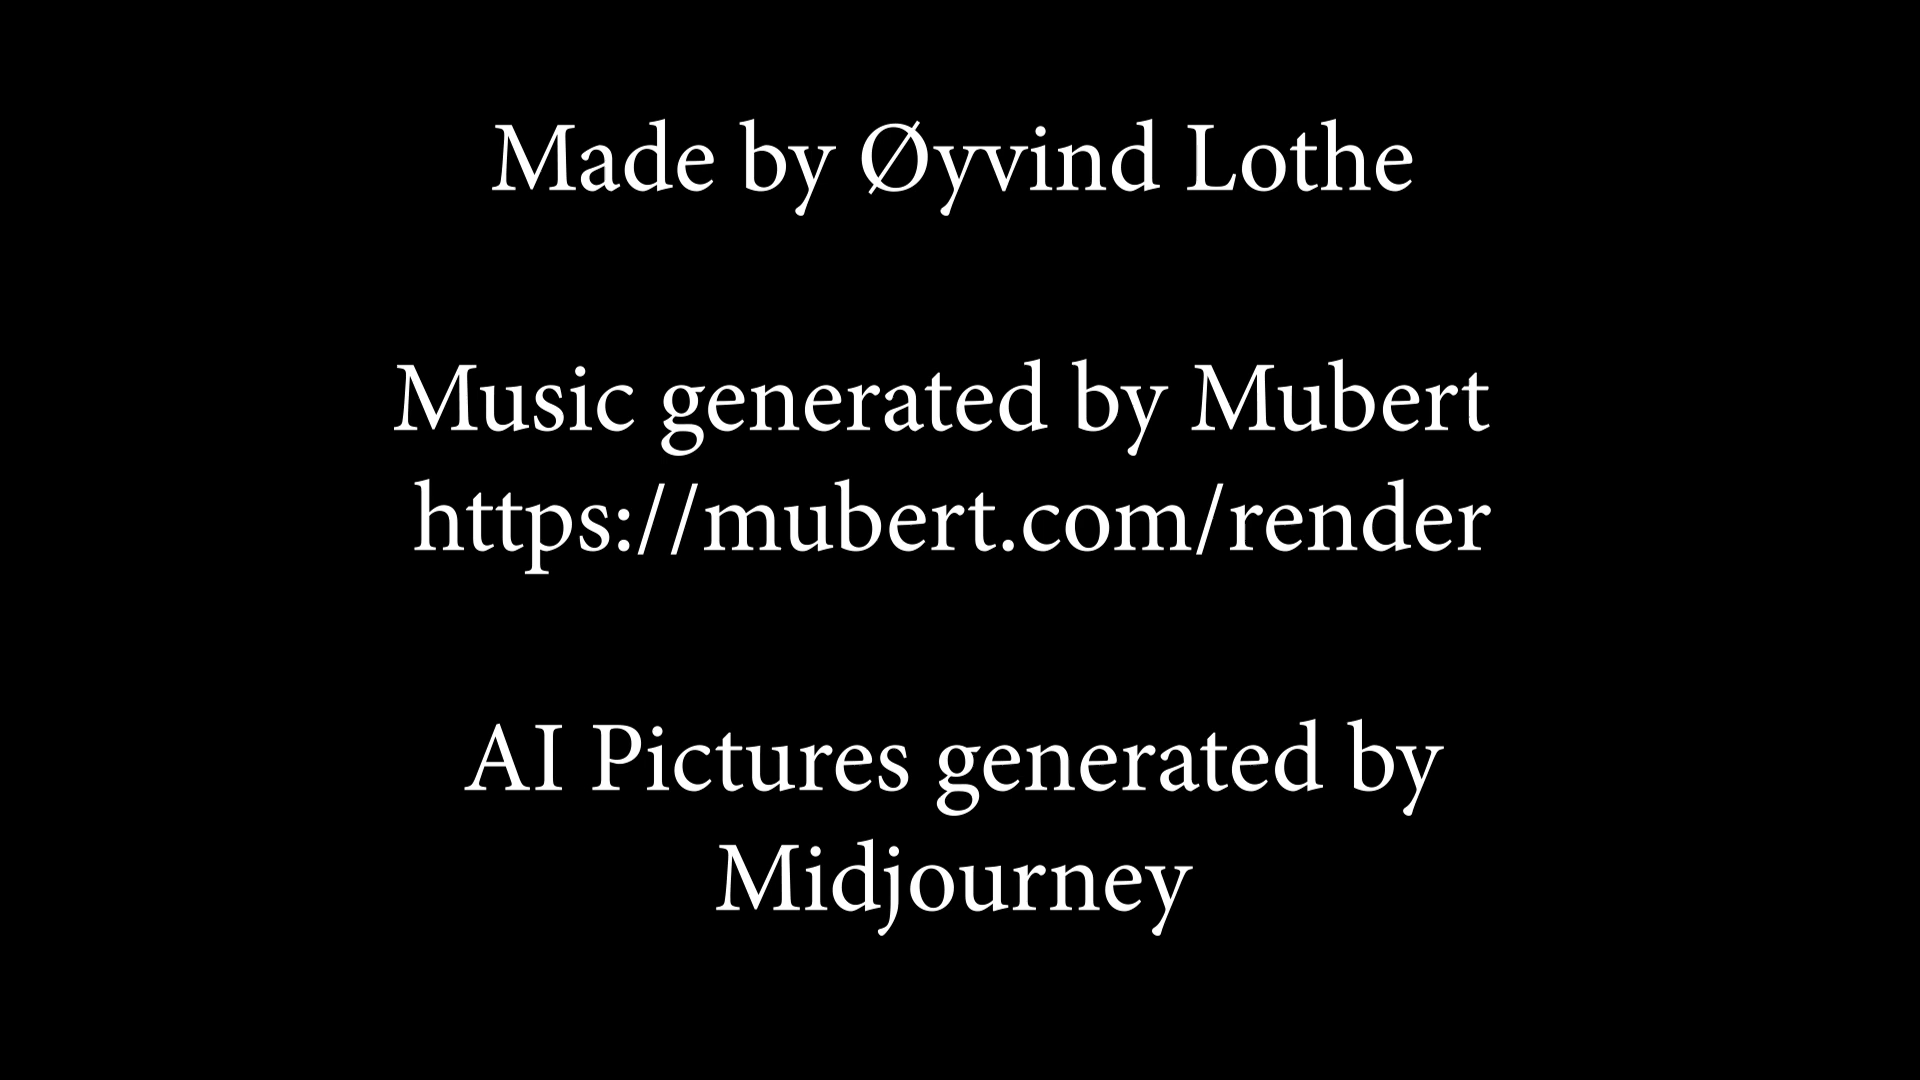 Made by Øyvind Lothe
Music generated by Mubert
https://mubert.com/render
AI Pictures generated by
Midjourney